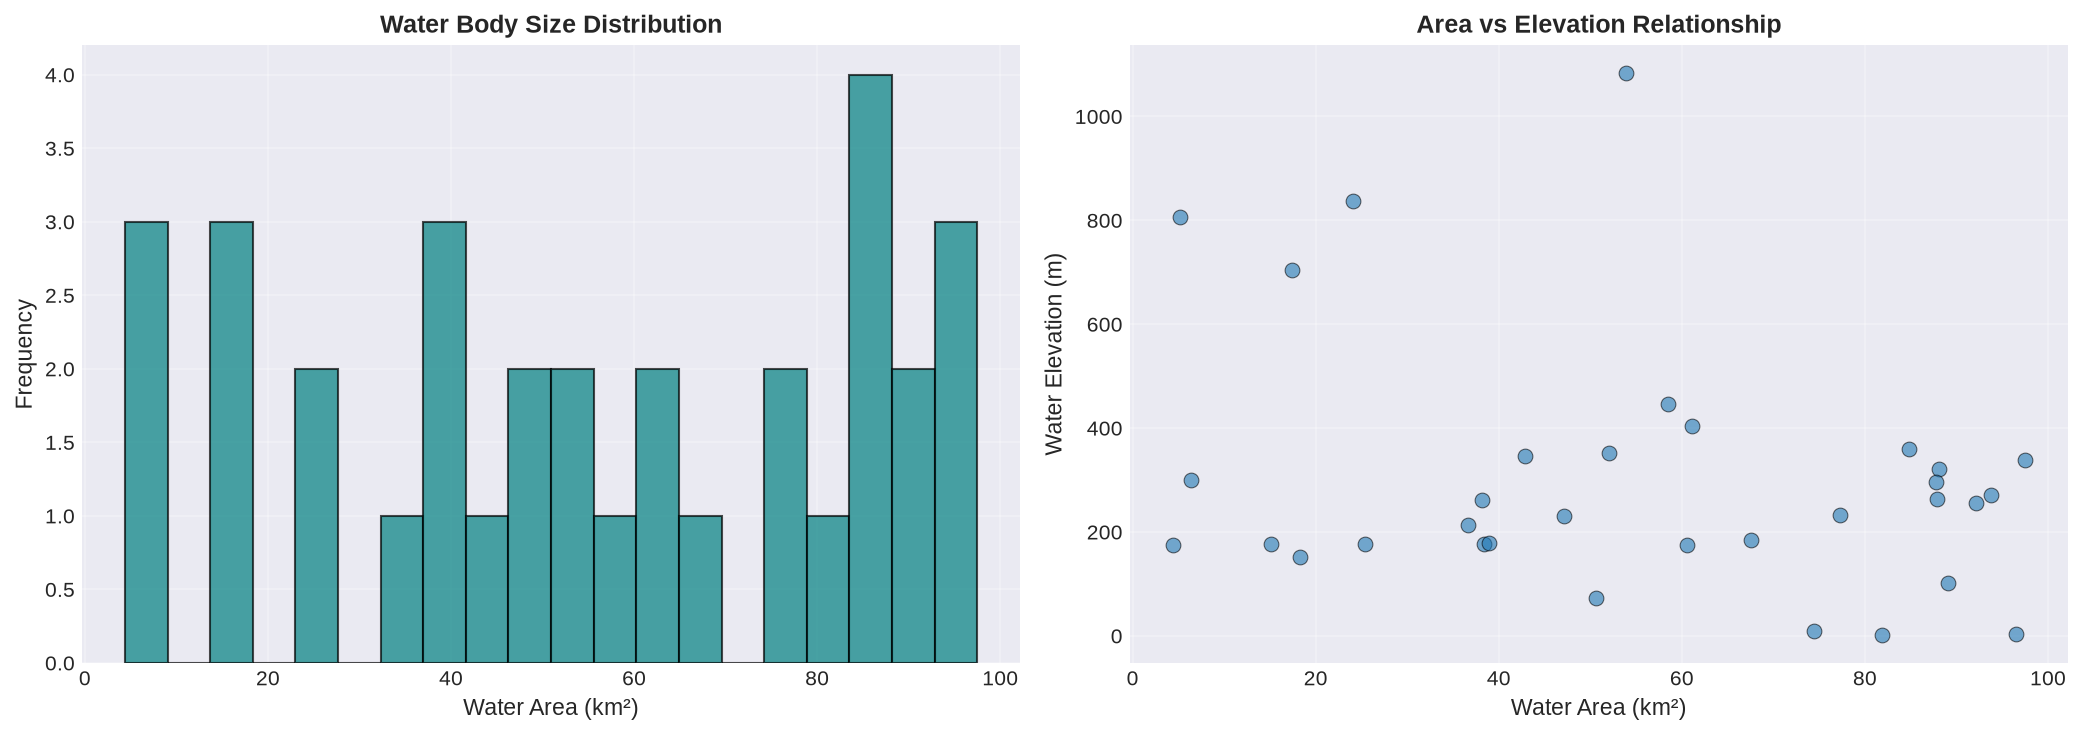 Water Body Size Distribution
4.0
3.5
3.0
2.5
2.0
1.5
1.0
0.5
0.0
Frequency
0 20 40 60 80 100
Water Area (km²)
Area vs Elevation Relationship
1000
800
600
400
200
0
Water Elevation (m)
0 20 40 60 80 100
Water Area (km²)